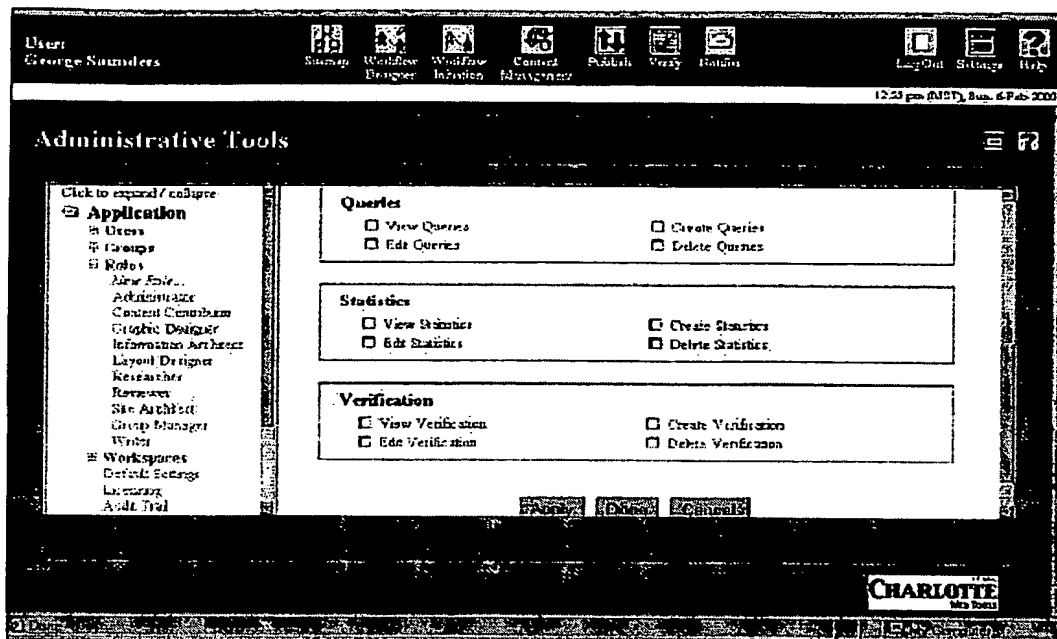 User:
George Saunders
Sitemap
Workflow Designer
Workflow Initiation
Content Management
Publish
Verify
Notifier
LogOut
Settings
Help
12:53 pm (MST), Sun, 6-Feb-2000
Administrative Tools
Click to expand / collapse
Application
Users
Groups
Roles
New Role...
Administrator
Content Contributor
Graphic Designer
Information Architect
Layout Designer
Researcher
Reviewer
Site Architect
Group Manager
Writer
Workspaces
Default Settings
Licensing
Audit Trail
Queries
View Queries
Create Queries
Edit Queries
Delete Queries
Statistics
View Statistics
Create Statistics
Edit Statistics
Delete Statistics
Verification
View Verification
Create Verification
Edit Verification
Delete Verification
Apply
Done
Cancel
CHARLOTTE
Web Tools